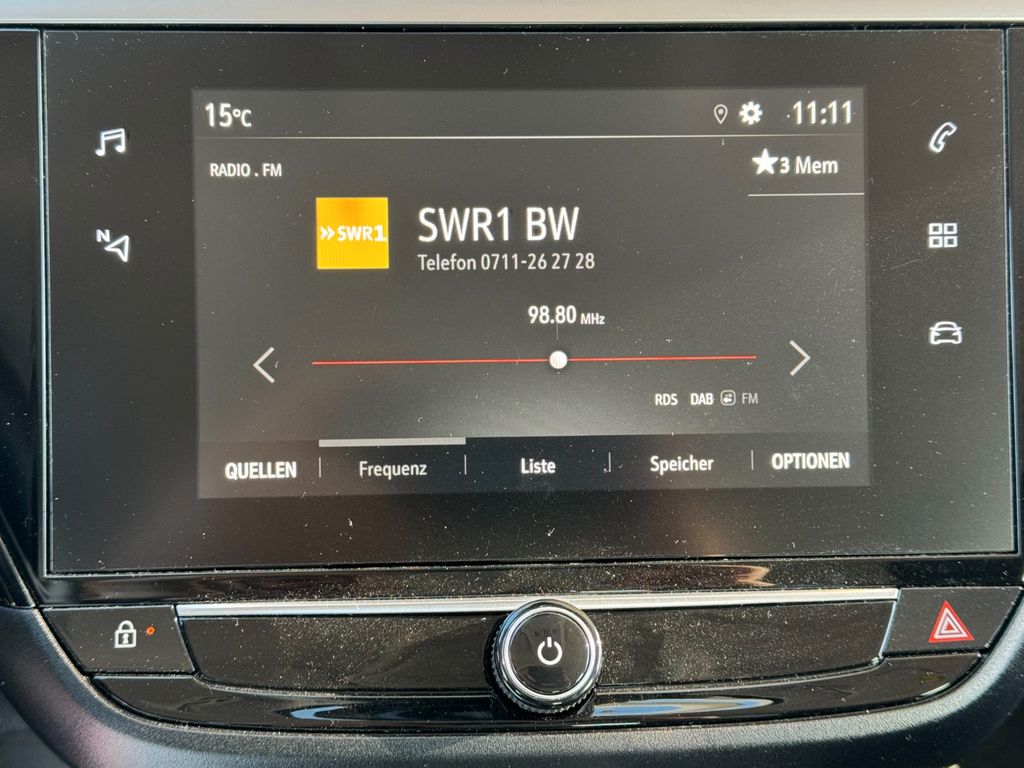 15°C 11:11
RADIO . FM
3 Mem
»SWR1
SWR1 BW
Telefon 0711-26 27 28
98.80 MHz
RDS DAB FM
QUELLEN Frequenz Liste Speicher OPTIONEN
N